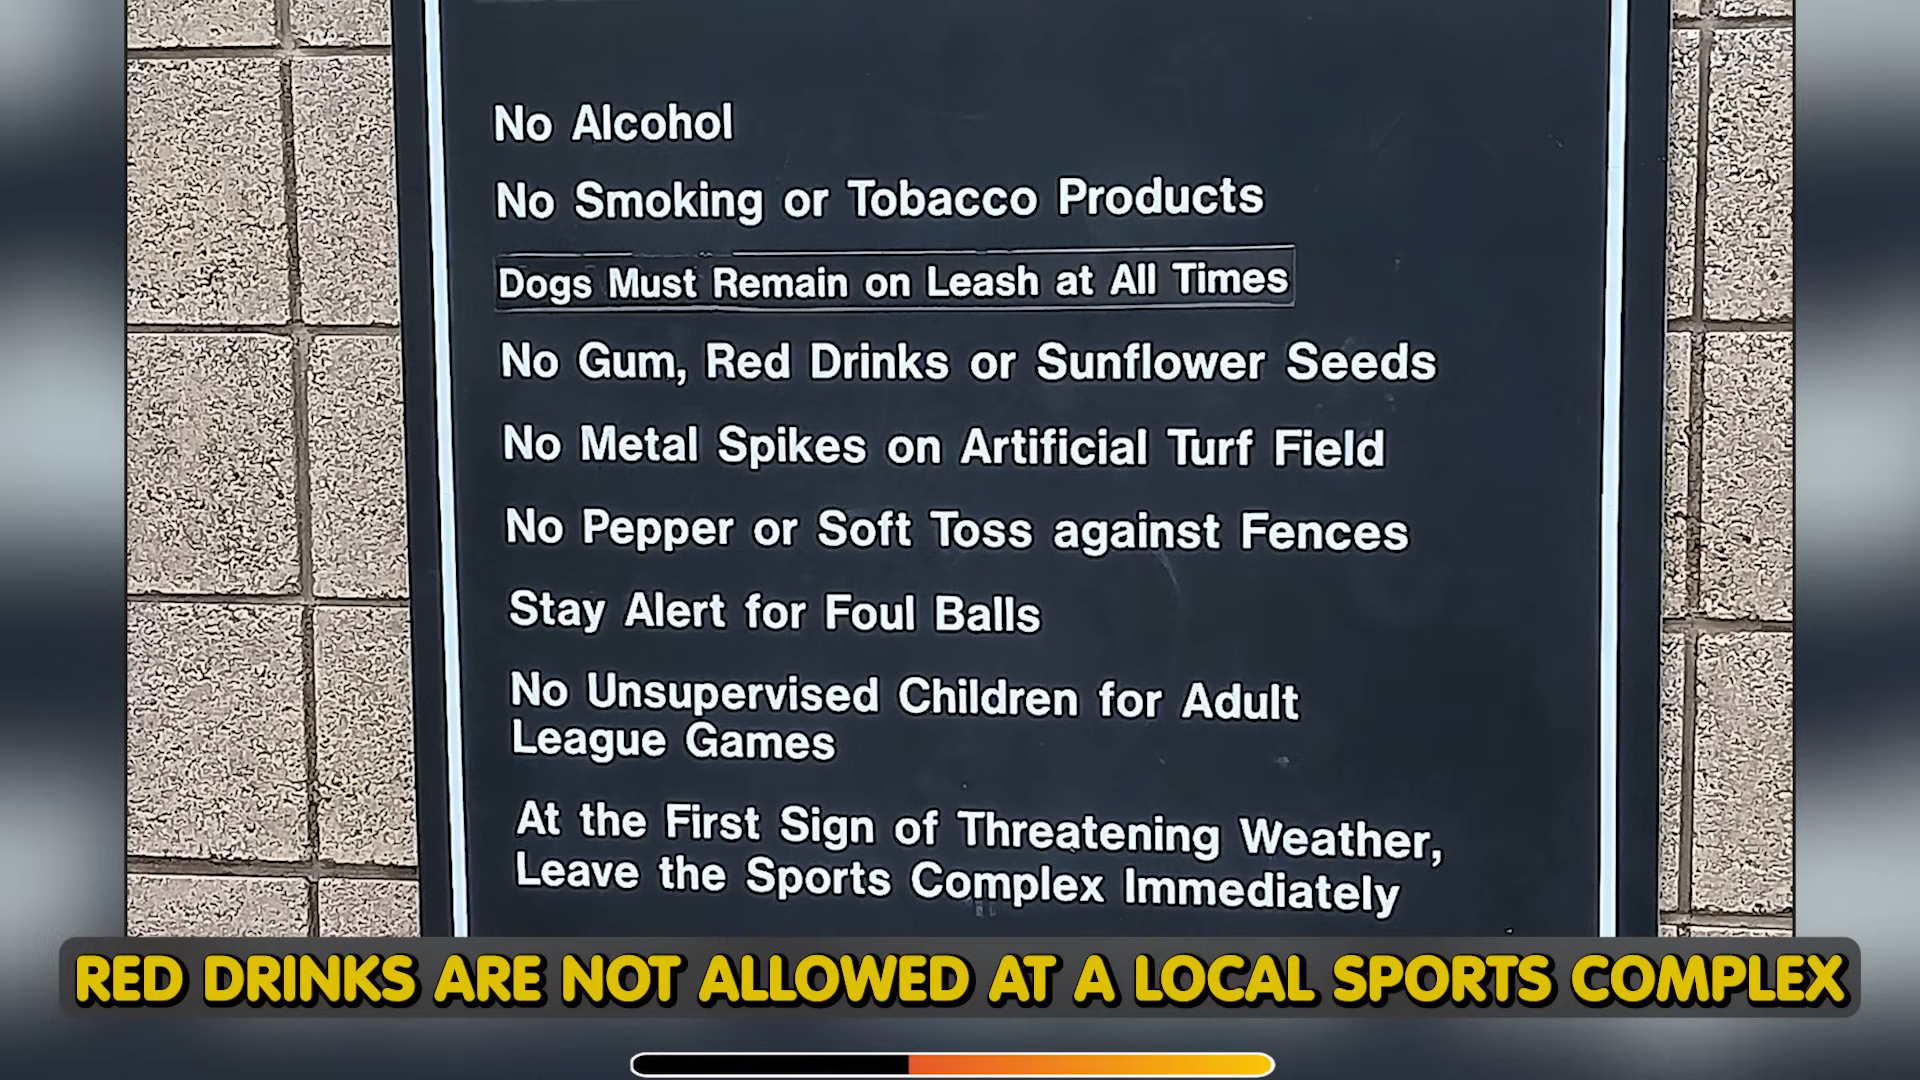 No Alcohol
No Smoking or Tobacco Products
Dogs Must Remain on Leash at All Times
No Gum, Red Drinks or Sunflower Seeds
No Metal Spikes on Artificial Turf Field
No Pepper or Soft Toss against Fences
Stay Alert for Foul Balls
No Unsupervised Children for Adult
League Games
At the First Sign of Threatening Weather,
Leave the Sports Complex Immediately
RED DRINKS ARE NOT ALLOWED AT A LOCAL SPORTS COMPLEX